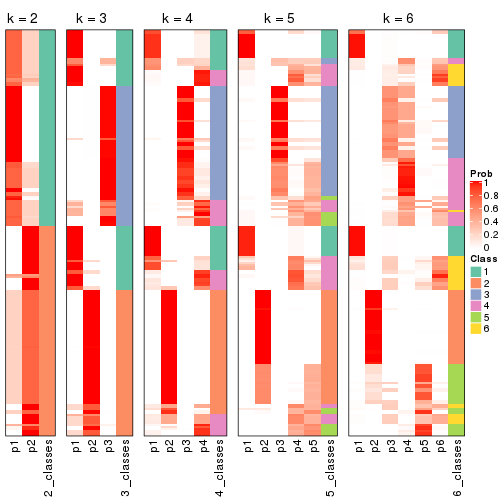 k = 2
k = 3
k = 4
k = 5
k = 6
Prob
1
0.8
0.6
0.4
0.2
0
Class
1
2
3
4
5
6
p1
p2
2_classes
p1
p2
p3
3_classes
p1
p2
p3
p4
4_classes
p1
p2
p3
p4
p5
5_classes
p1
p2
p3
p4
p5
p6
6_classes